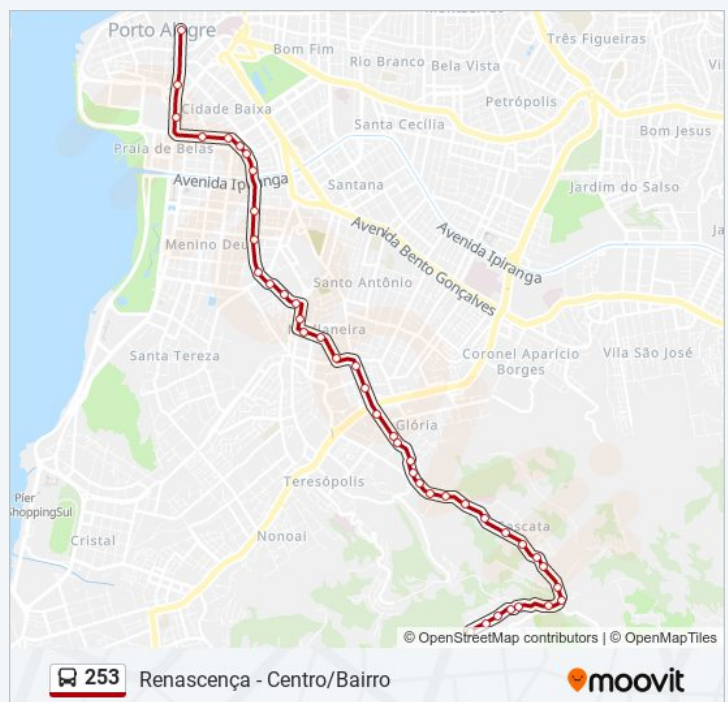 Porto Alegre
Bom Fim
Três Figueiras
Rio Branco
Bela Vista
Petrópolis
Cidade Baixa
Santa Cecília
Bom Jesus
Praia de Belas
Avenida Ipiranga
Santana
Jardim do Salso
Avenida Ipiranga
Avenida Bento Gonçalves
Menino Deus
Santo Antônio
Santa Tereza
Coronel Aparício
Borges
Vila São José
Glória
Teresópolis
Píer
ShoppingSul
Cristal
Nonoai
Cascata
© OpenStreetMap contributors | © OpenMapTiles
253 Renascença - Centro/Bairro
moovit